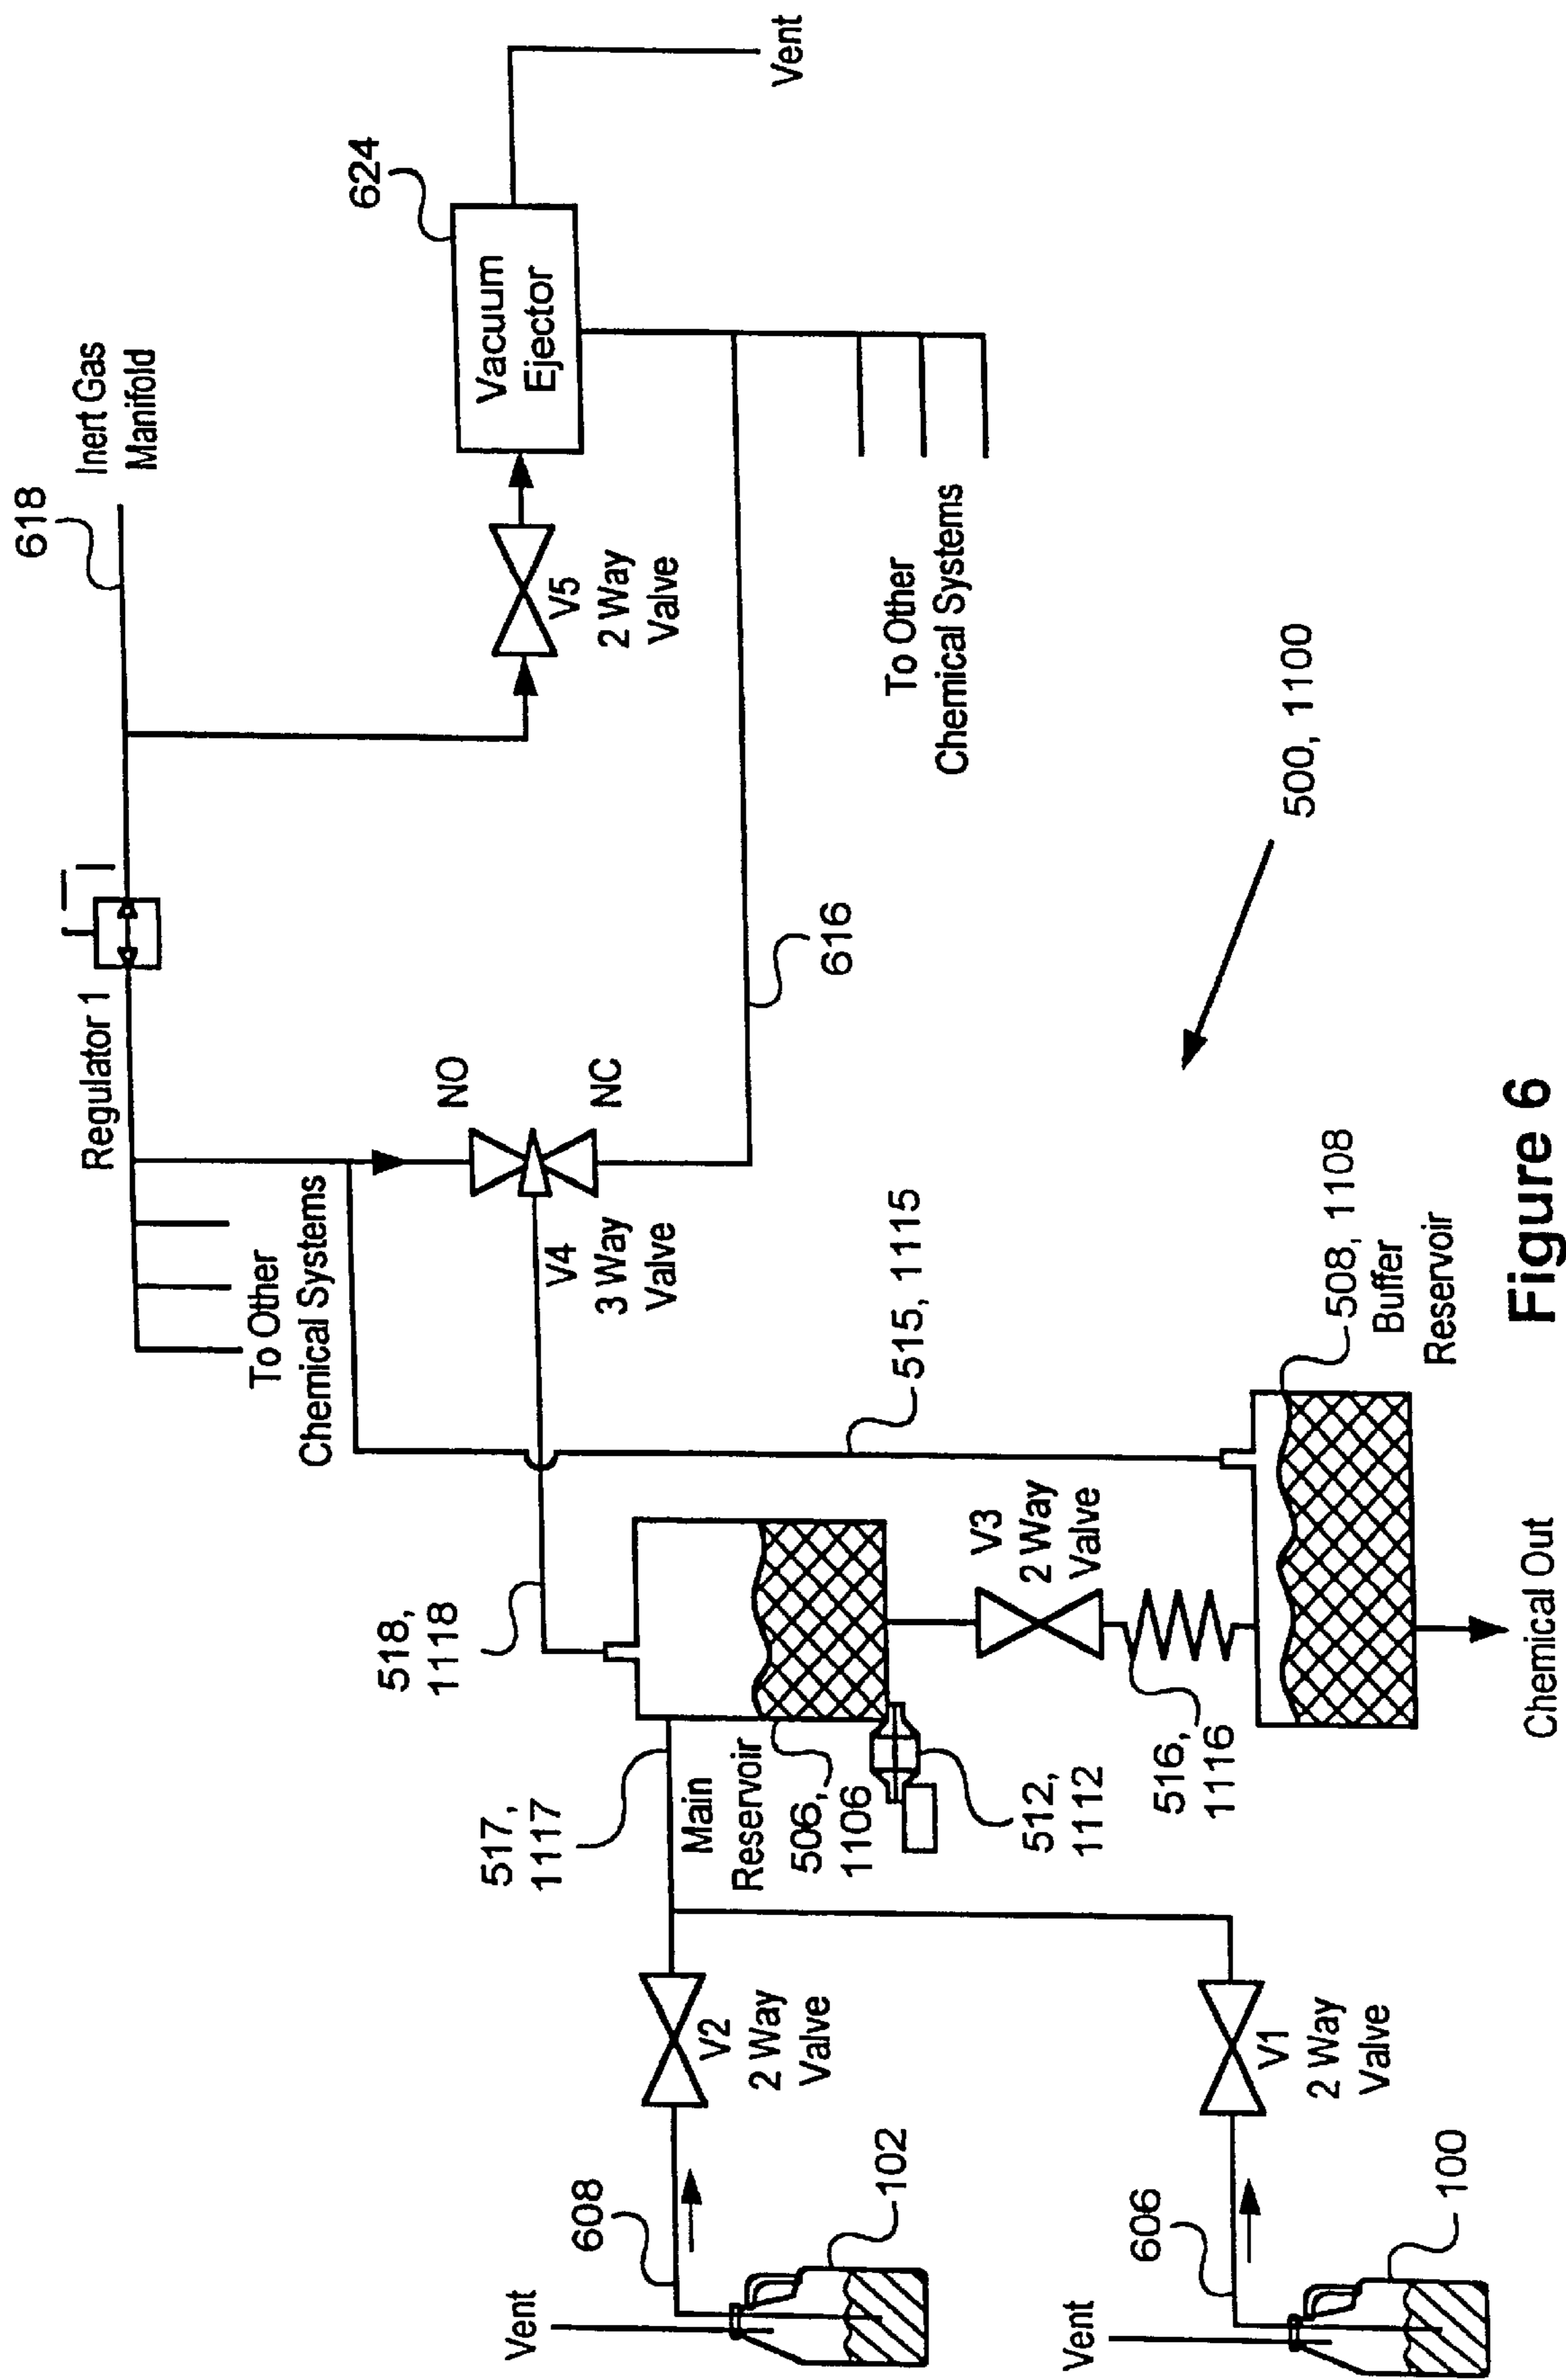 Inert Gas
Manifold
618
Regulator 1
To Other
Chemical Systems
624
Vacuum
Ejector
Vent
V5
2 Way
Valve
NO
NC
V4
3 Way
Valve
616
To Other
Chemical Systems
518,
1118
517,
1117
Main
Reservoir
506,
1106
512,
1112
V3
2 Way
Valve
516,
1116
515, 1115
508, 1108
Buffer
Reservoir
Chemical Out
500, 1100
V2
2 Way
Valve
608
Vent
102
V1
2 Way
Valve
606
Vent
100
Figure 6